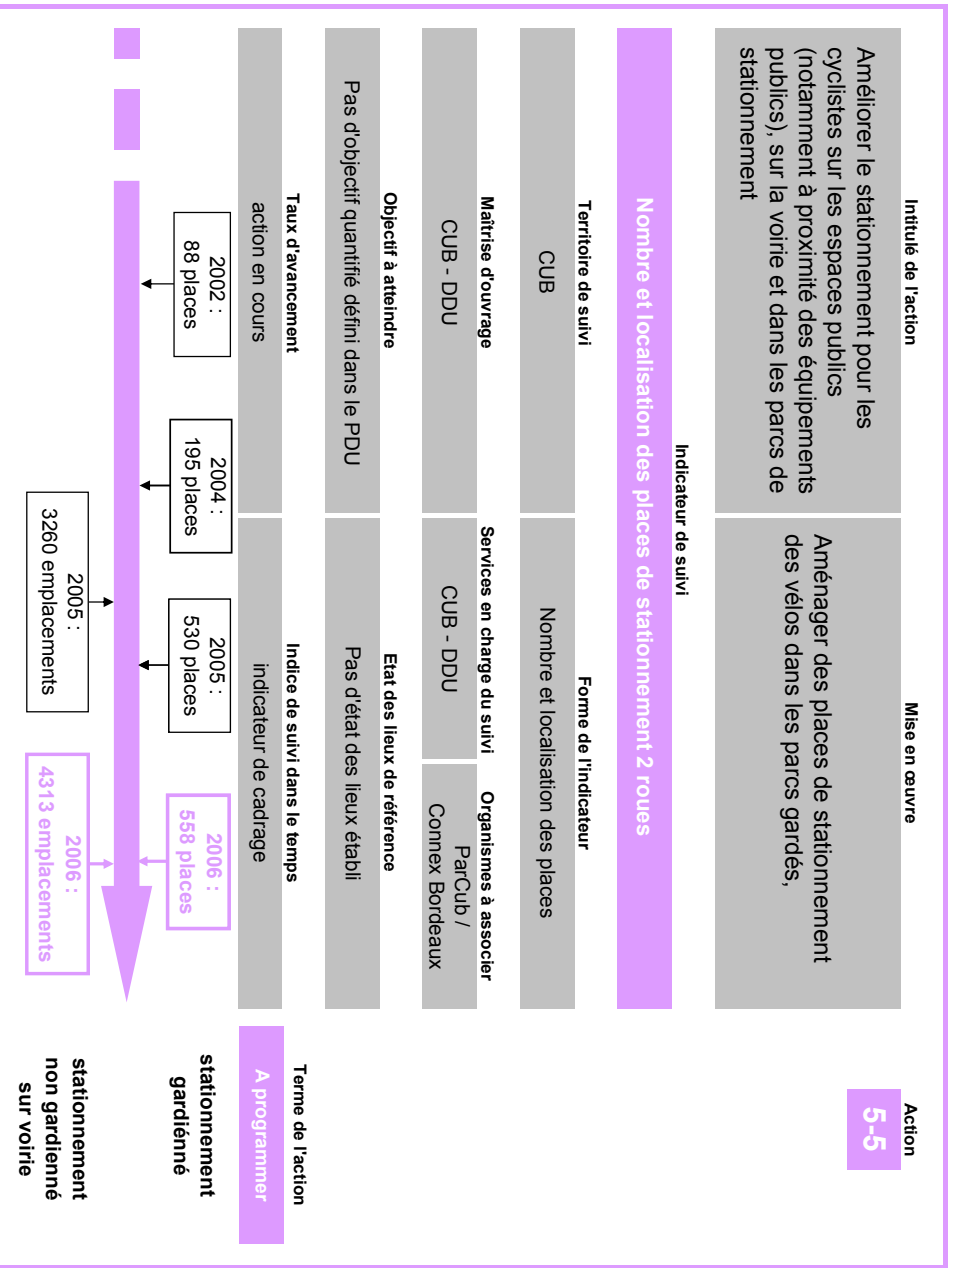 Intitulé de l'action
Mise en œuvre
Action
Améliorer le stationnement pour les
cyclistes sur les espaces publics
(notamment à proximité des équipements
publics), sur la voirie et dans les parcs de
stationnement
Aménager des places de stationnement
des vélos dans les parcs gardés,
5-5
Indicateur de suivi
Nombre et localisation des places de stationnement 2 roues
Territoire de suivi
Forme de l'indicateur
CUB
Nombre et localisation des places
Maîtrise d'ouvrage
Services en charge du suivi
Organismes à associer
CUB - DDU
CUB - DDU
ParCub /
Connex Bordeaux
Objectif à atteindre
Etat des lieux de référence
Pas d'objectif quantifié défini dans le PDU
Pas d'état des lieux établi
Taux d'avancement
Indice de suivi dans le temps
Terme de l'action
action en cours
indicateur de cadrage
A programmer
2002 :
88 places
2004 :
195 places
2005 :
530 places
2006 :
558 places
stationnement
gardiénné
2005 :
3260 emplacements
2006 :
4313 emplacements
stationnement
non gardienné
sur voirie